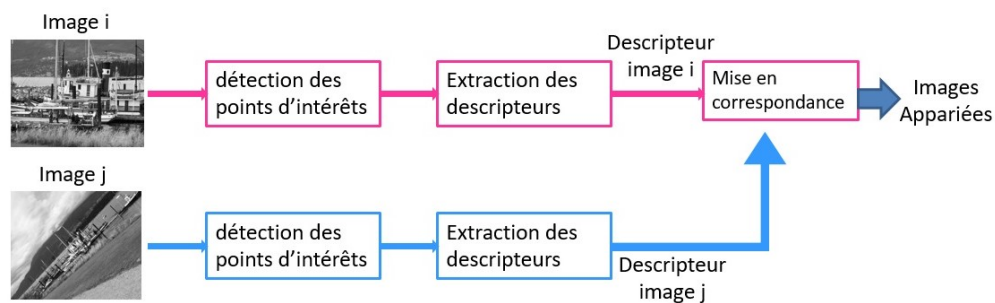 Image i
détection des
points d'intérêts
Extraction des
descripteurs
Descripteur
image i
Mise en
correspondance
Images
Appariées
Image j
détection des
points d'intérêts
Extraction des
descripteurs
Descripteur
image j